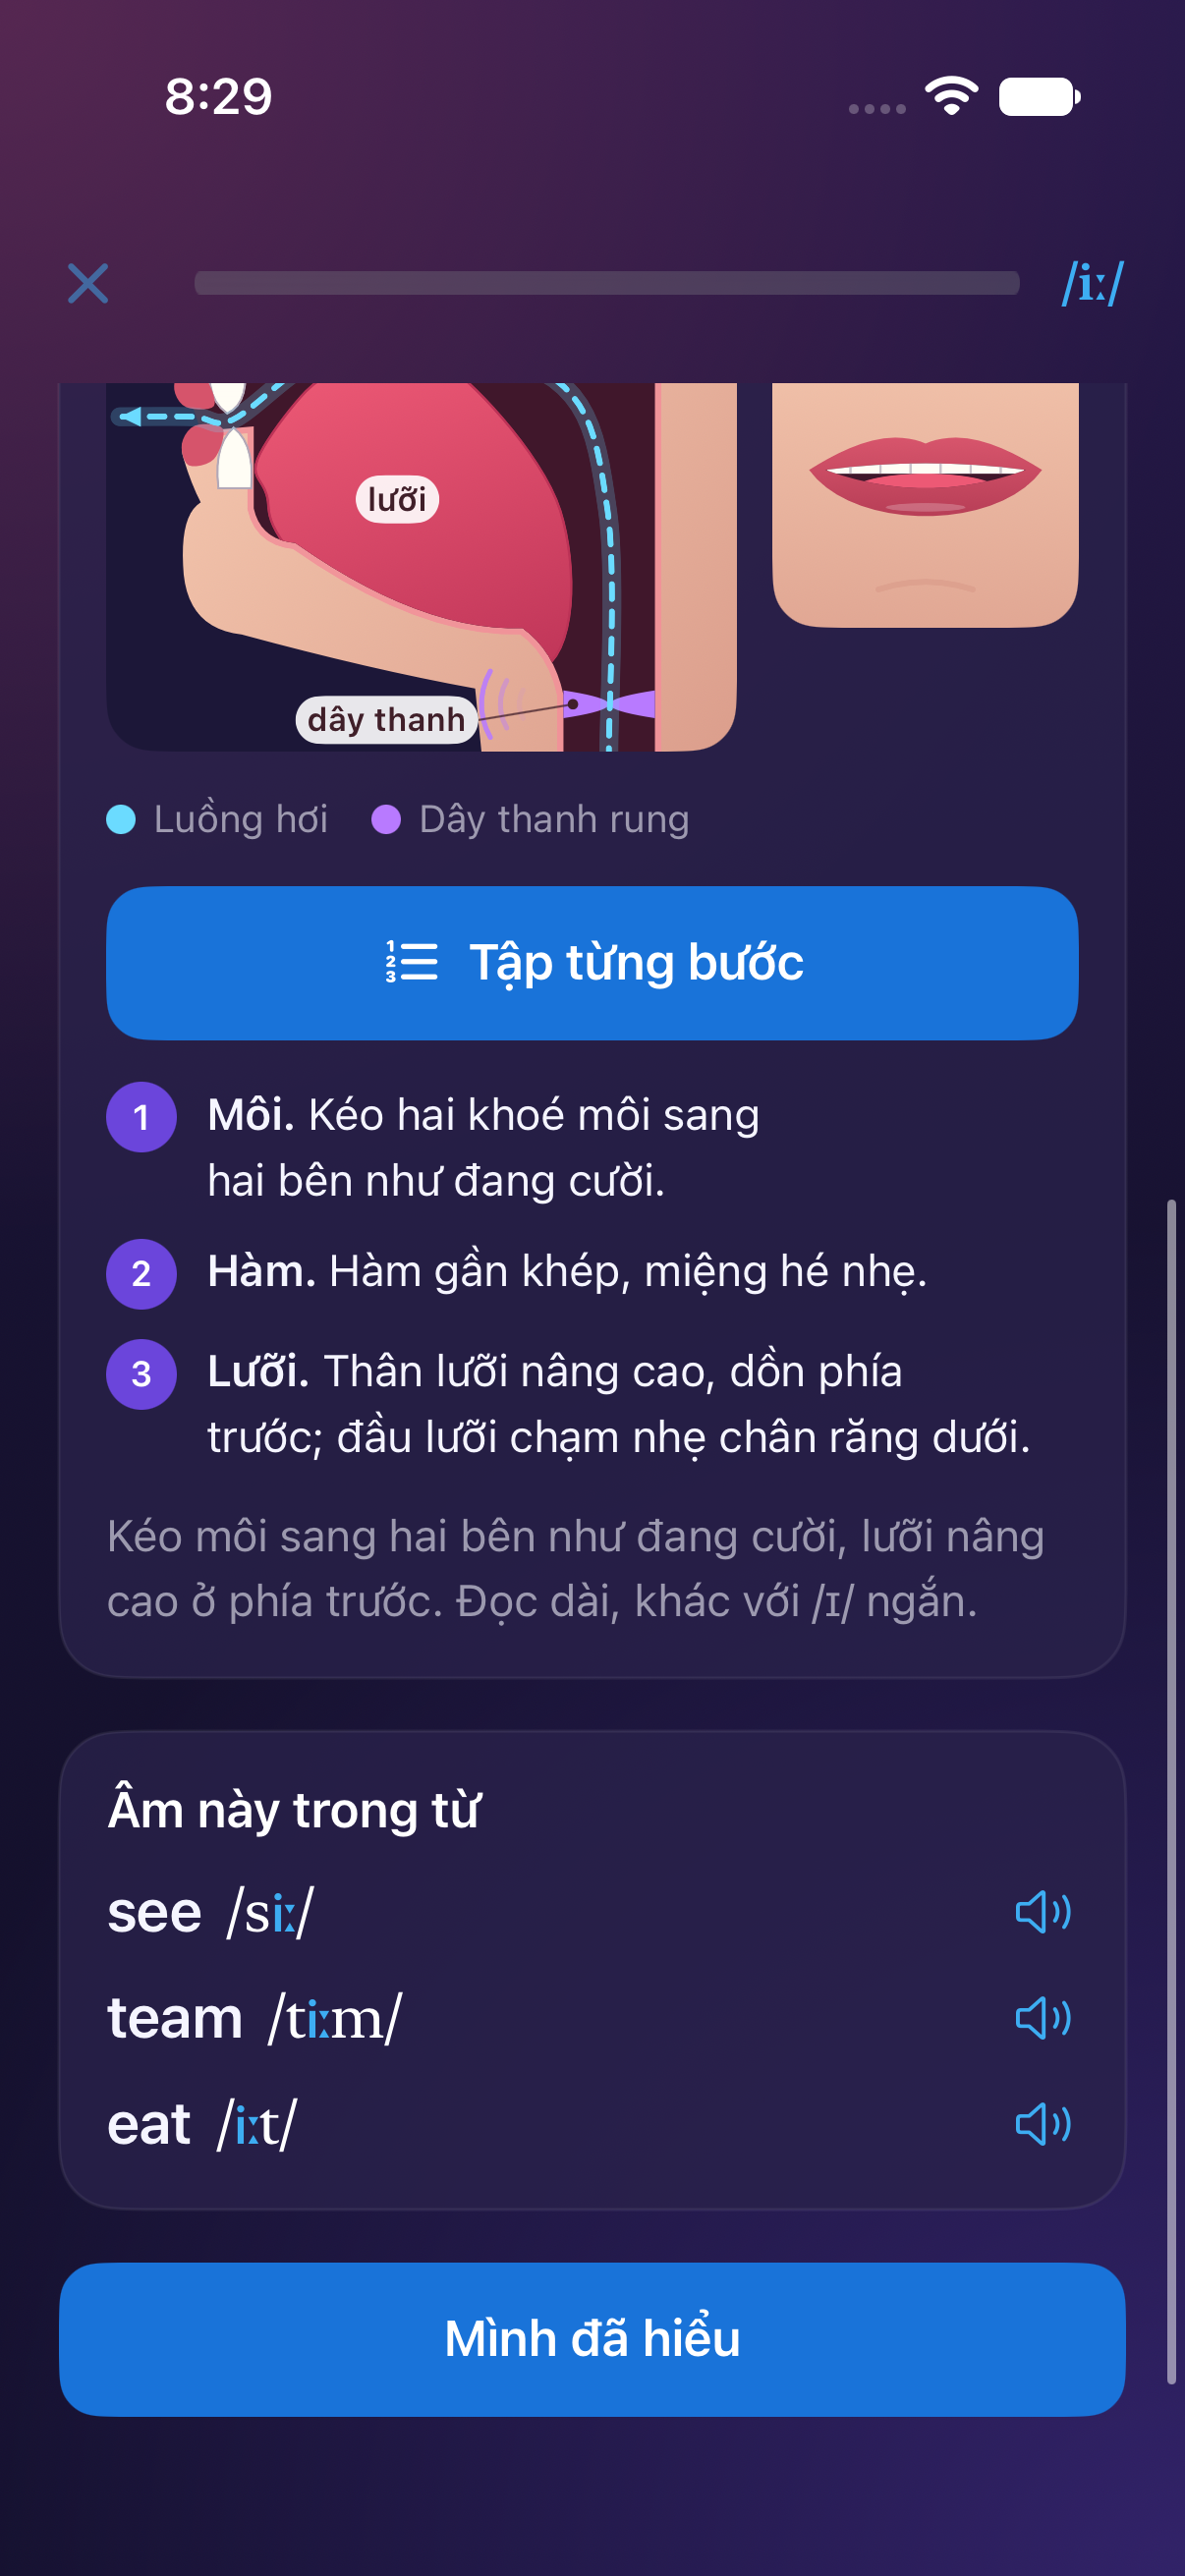 8:29
/iː/
lưỡi
dây thanh
Luồng hơi
Dây thanh rung
1
2
3
Tập từng bước
1
Môi. Kéo hai khoé môi sang
hai bên như đang cười.
2
Hàm. Hàm gần khép, miệng hé nhẹ.
3
Lưỡi. Thân lưỡi nâng cao, dồn phía
trước; đầu lưỡi chạm nhẹ chân răng dưới.
Kéo môi sang hai bên như đang cười, lưỡi nâng
cao ở phía trước. Đọc dài, khác với /ɪ/ ngắn.
Âm này trong từ
see /siː/
team /tiːm/
eat /iːt/
Mình đã hiểu